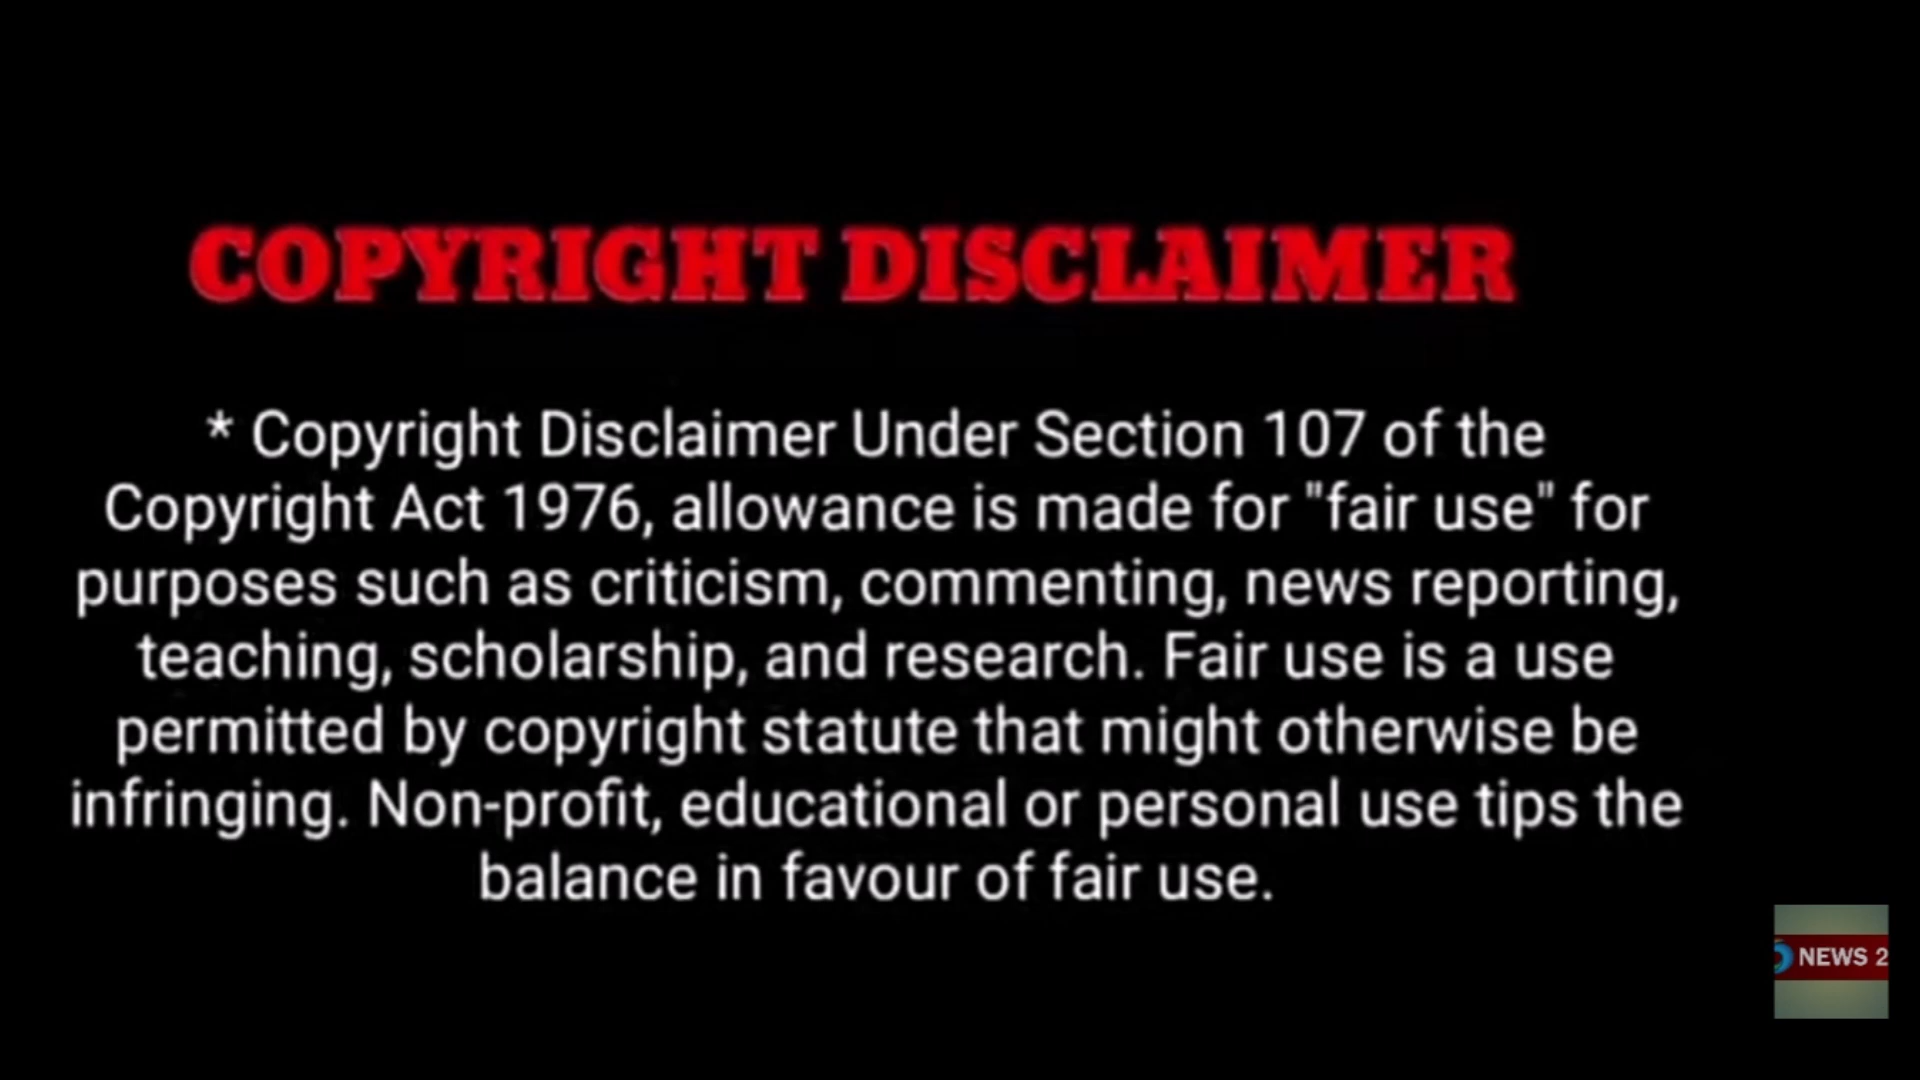 COPYRIGHT DISCLAIMER
* Copyright Disclaimer Under Section 107 of the
Copyright Act 1976, allowance is made for "fair use" for
purposes such as criticism, commenting, news reporting,
teaching, scholarship, and research. Fair use is a use
permitted by copyright statute that might otherwise be
infringing. Non-profit, educational or personal use tips the
balance in favour of fair use.
NEWS 2